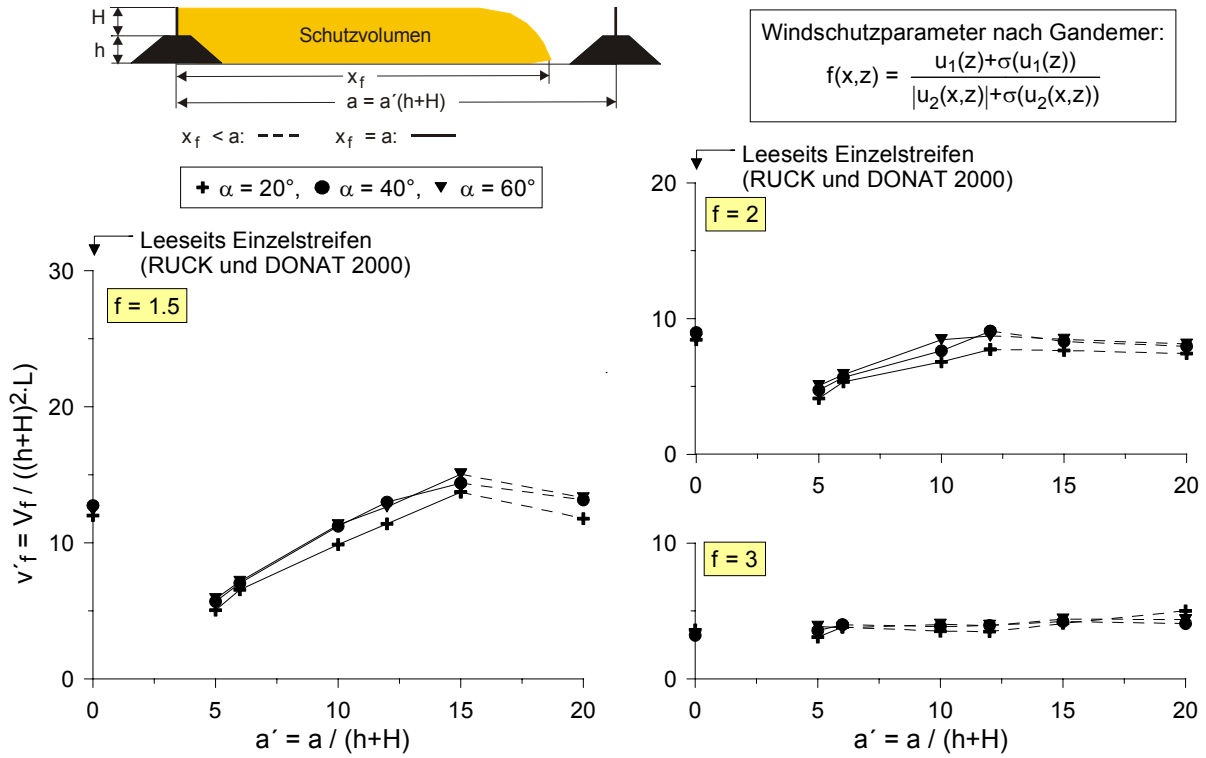 H
h
Schutzvolumen
x_f
a = a´(h+H)
x_f < a: x_f = a:
α = 20°, α = 40°, α = 60°
Windschutzparameter nach Gandemer:
f(x,z) = u₁(z)+σ(u₁(z)) / |u₂(x,z)|+σ(u₂(x,z))
Leeseits Einzelstreifen
(RUCK und DONAT 2000)
f = 1.5
30
20
10
0
0 5 10 15 20
v´_f = V_f / ((h+H)²·L)
a´ = a / (h+H)
Leeseits Einzelstreifen
(RUCK und DONAT 2000)
f = 2
20
10
0
0 5 10 15 20
f = 3
10
0
0 5 10 15 20
a´ = a / (h+H)